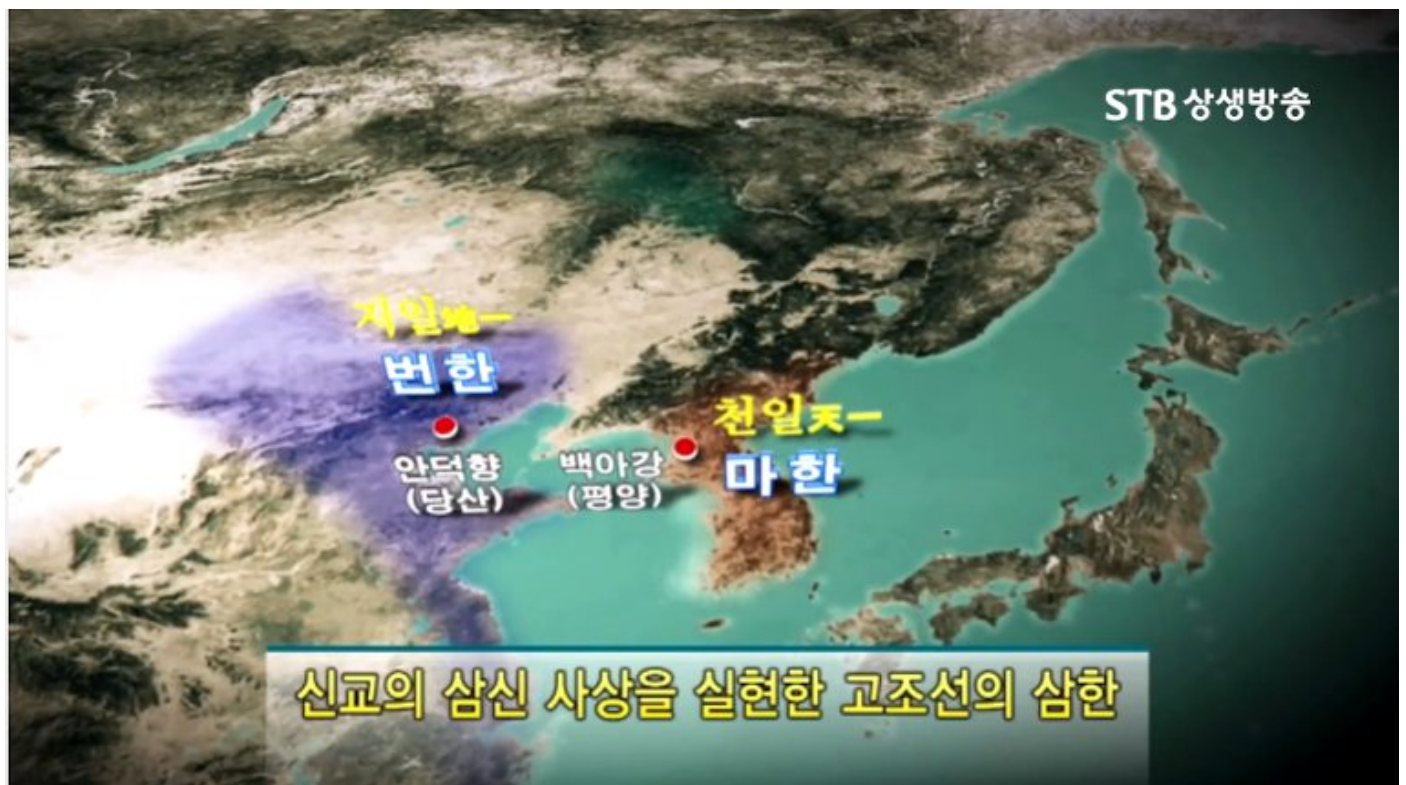 STB 상생방송
지일地一
번한
천일天一
마한
안덕향
(당산)
백아강
(평양)
신교의 삼신 사상을 실현한 고조선의 삼한